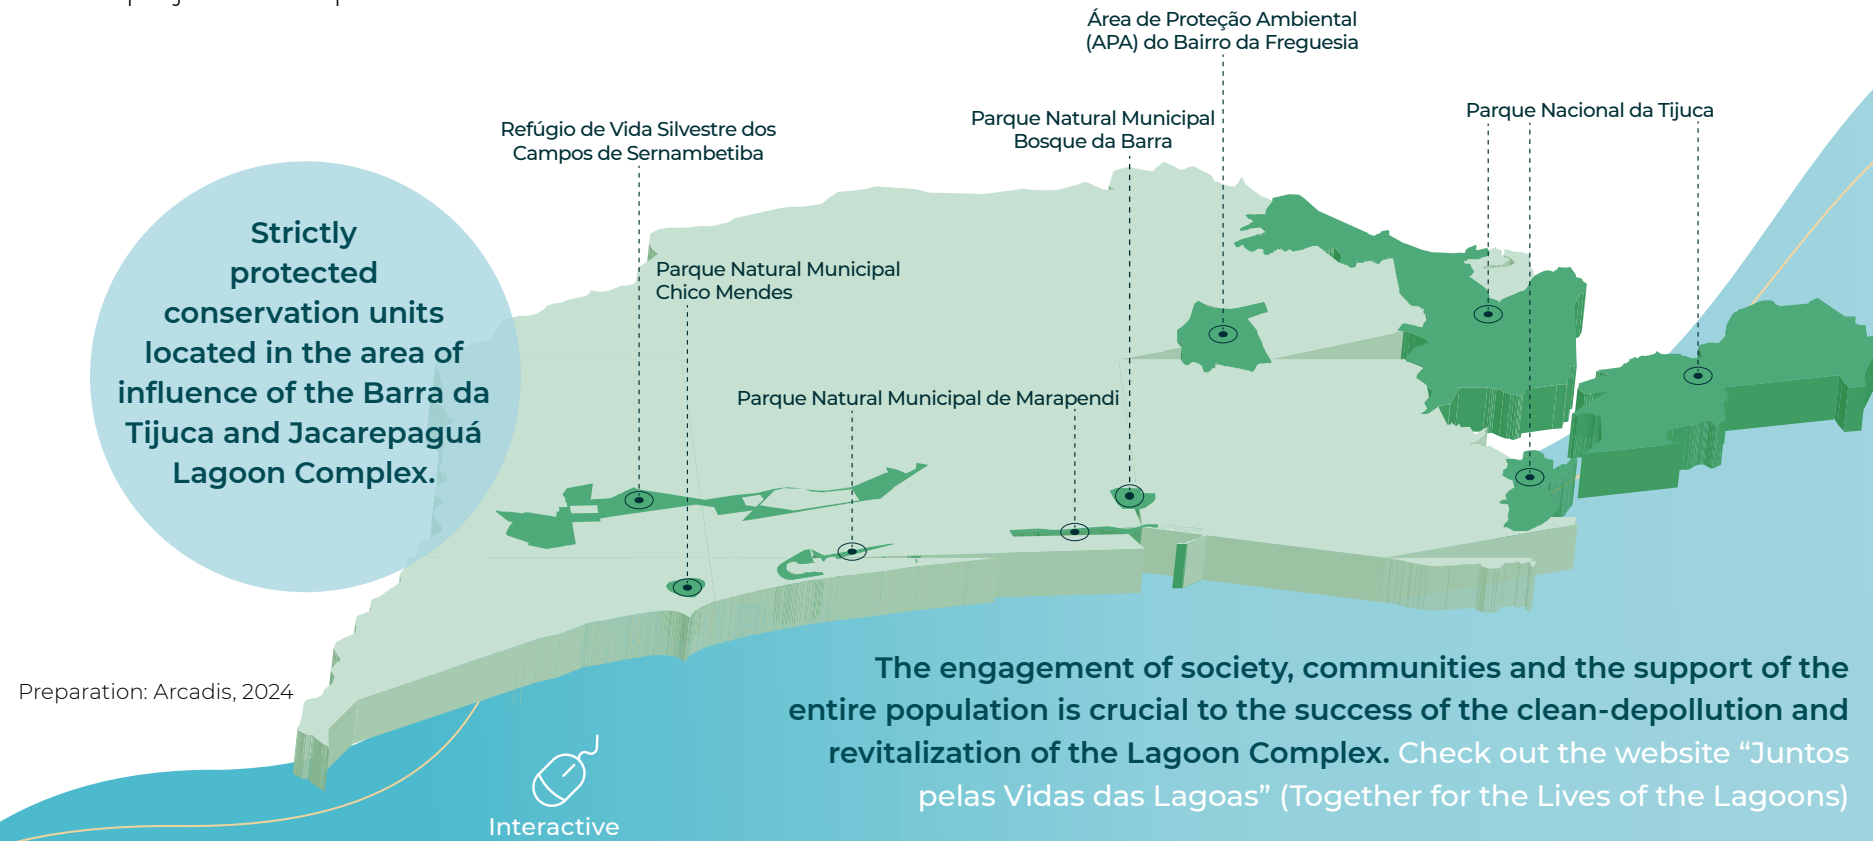 Área de Proteção Ambiental
(APA) do Bairro da Freguesia
Parque Nacional da Tijuca
Parque Natural Municipal
Bosque da Barra
Refúgio de Vida Silvestre dos
Campos de Sernambetiba
Parque Natural Municipal
Chico Mendes
Parque Natural Municipal de Marapendi
Strictly
protected
conservation units
located in the area of
influence of the Barra da
Tijuca and Jacarepaguá
Lagoon Complex.
Preparation: Arcadis, 2024
The engagement of society, communities and the support of the
entire population is crucial to the success of the clean-depollution and
revitalization of the Lagoon Complex. Check out the website “Juntos
pelas Vidas das Lagoas” (Together for the Lives of the Lagoons)
Interactive